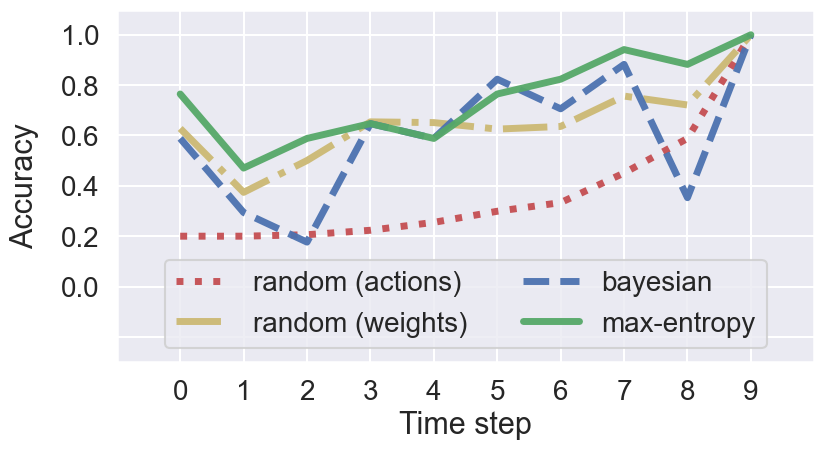 1.0
0.8
0.6
0.4
0.2
0.0
Accuracy
random (actions)
random (weights)
bayesian
max-entropy
0 1 2 3 4 5 6 7 8 9
Time step